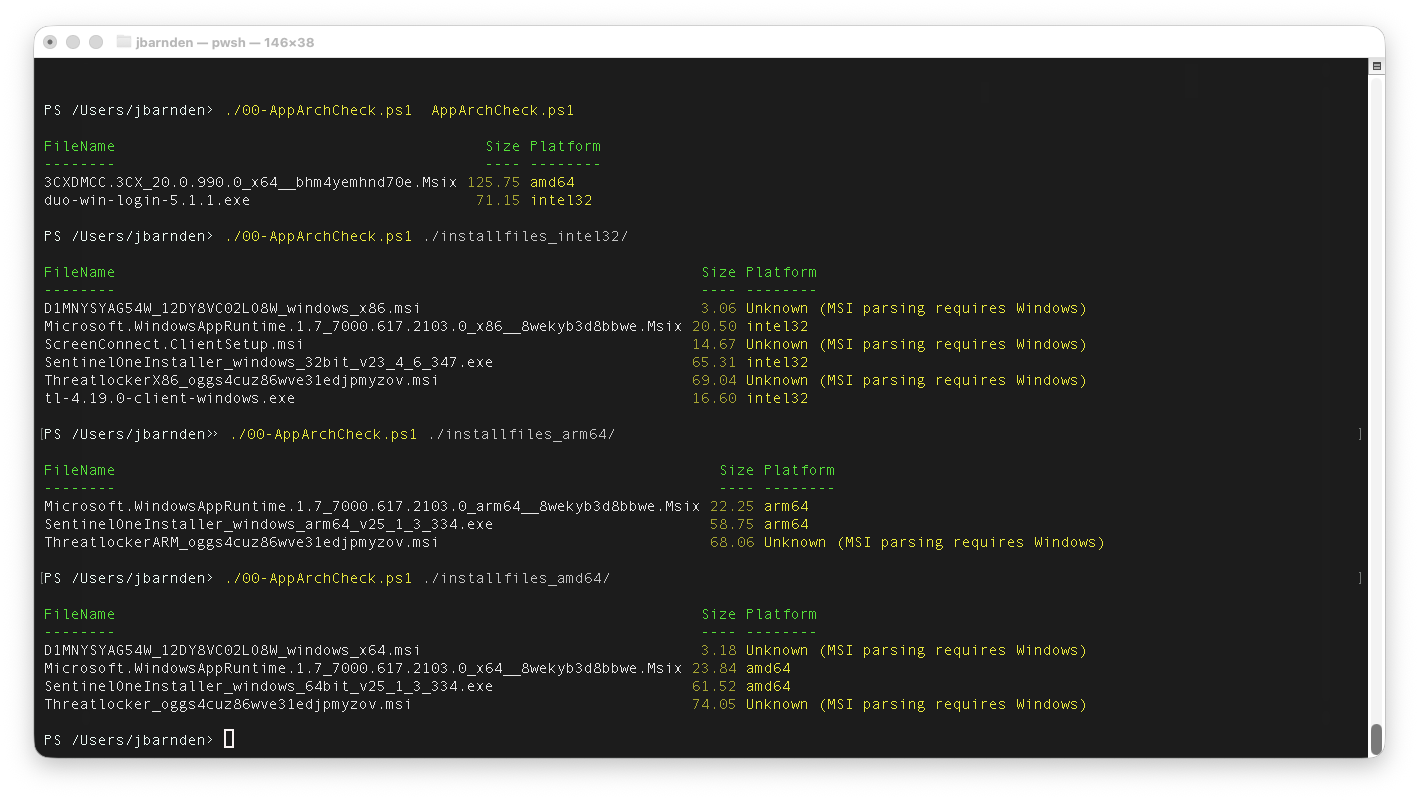 jbarnden — pwsh — 146×38
PS /Users/jbarnden> ./00-AppArchCheck.ps1  AppArchCheck.ps1
FileName                                         Size Platform
--------                                         ---- --------
3CXDMCC.3CX_20.0.990.0_x64__bhm4yemhnd70e.Msix 125.75 amd64
duo-win-login-5.1.1.exe                         71.15 intel32
PS /Users/jbarnden> ./00-AppArchCheck.ps1 ./installfiles_intel32/
FileName                                                                 Size Platform
--------                                                                 ---- --------
D1MNYSYAG54W_12DY8VC02L08W_windows_x86.msi                               3.06 Unknown (MSI parsing requires Windows)
Microsoft.WindowsAppRuntime.1.7_7000.617.2103.0_x86__8wekyb3d8bbwe.Msix 20.50 intel32
ScreenConnect.ClientSetup.msi                                           14.67 Unknown (MSI parsing requires Windows)
SentinelOneInstaller_windows_32bit_v23_4_6_347.exe                      65.31 intel32
ThreatlockerX86_oggs4cuz86wve31edjpmyzov.msi                            69.04 Unknown (MSI parsing requires Windows)
tl-4.19.0-client-windows.exe                                            16.60 intel32
[PS /Users/jbarnden>> ./00-AppArchCheck.ps1 ./installfiles_arm64/ ]
FileName                                                                   Size Platform
--------                                                                   ---- --------
Microsoft.WindowsAppRuntime.1.7_7000.617.2103.0_arm64__8wekyb3d8bbwe.Msix 22.25 arm64
SentinelOneInstaller_windows_arm64_v25_1_3_334.exe                        58.75 arm64
ThreatlockerARM_oggs4cuz86wve31edjpmyzov.msi                              68.06 Unknown (MSI parsing requires Windows)
[PS /Users/jbarnden> ./00-AppArchCheck.ps1 ./installfiles_amd64/ ]
FileName                                                                 Size Platform
--------                                                                 ---- --------
D1MNYSYAG54W_12DY8VC02L08W_windows_x64.msi                               3.18 Unknown (MSI parsing requires Windows)
Microsoft.WindowsAppRuntime.1.7_7000.617.2103.0_x64__8wekyb3d8bbwe.Msix 23.84 amd64
SentinelOneInstaller_windows_64bit_v25_1_3_334.exe                      61.52 amd64
Threatlocker_oggs4cuz86wve31edjpmyzov.msi                               74.05 Unknown (MSI parsing requires Windows)
PS /Users/jbarnden>